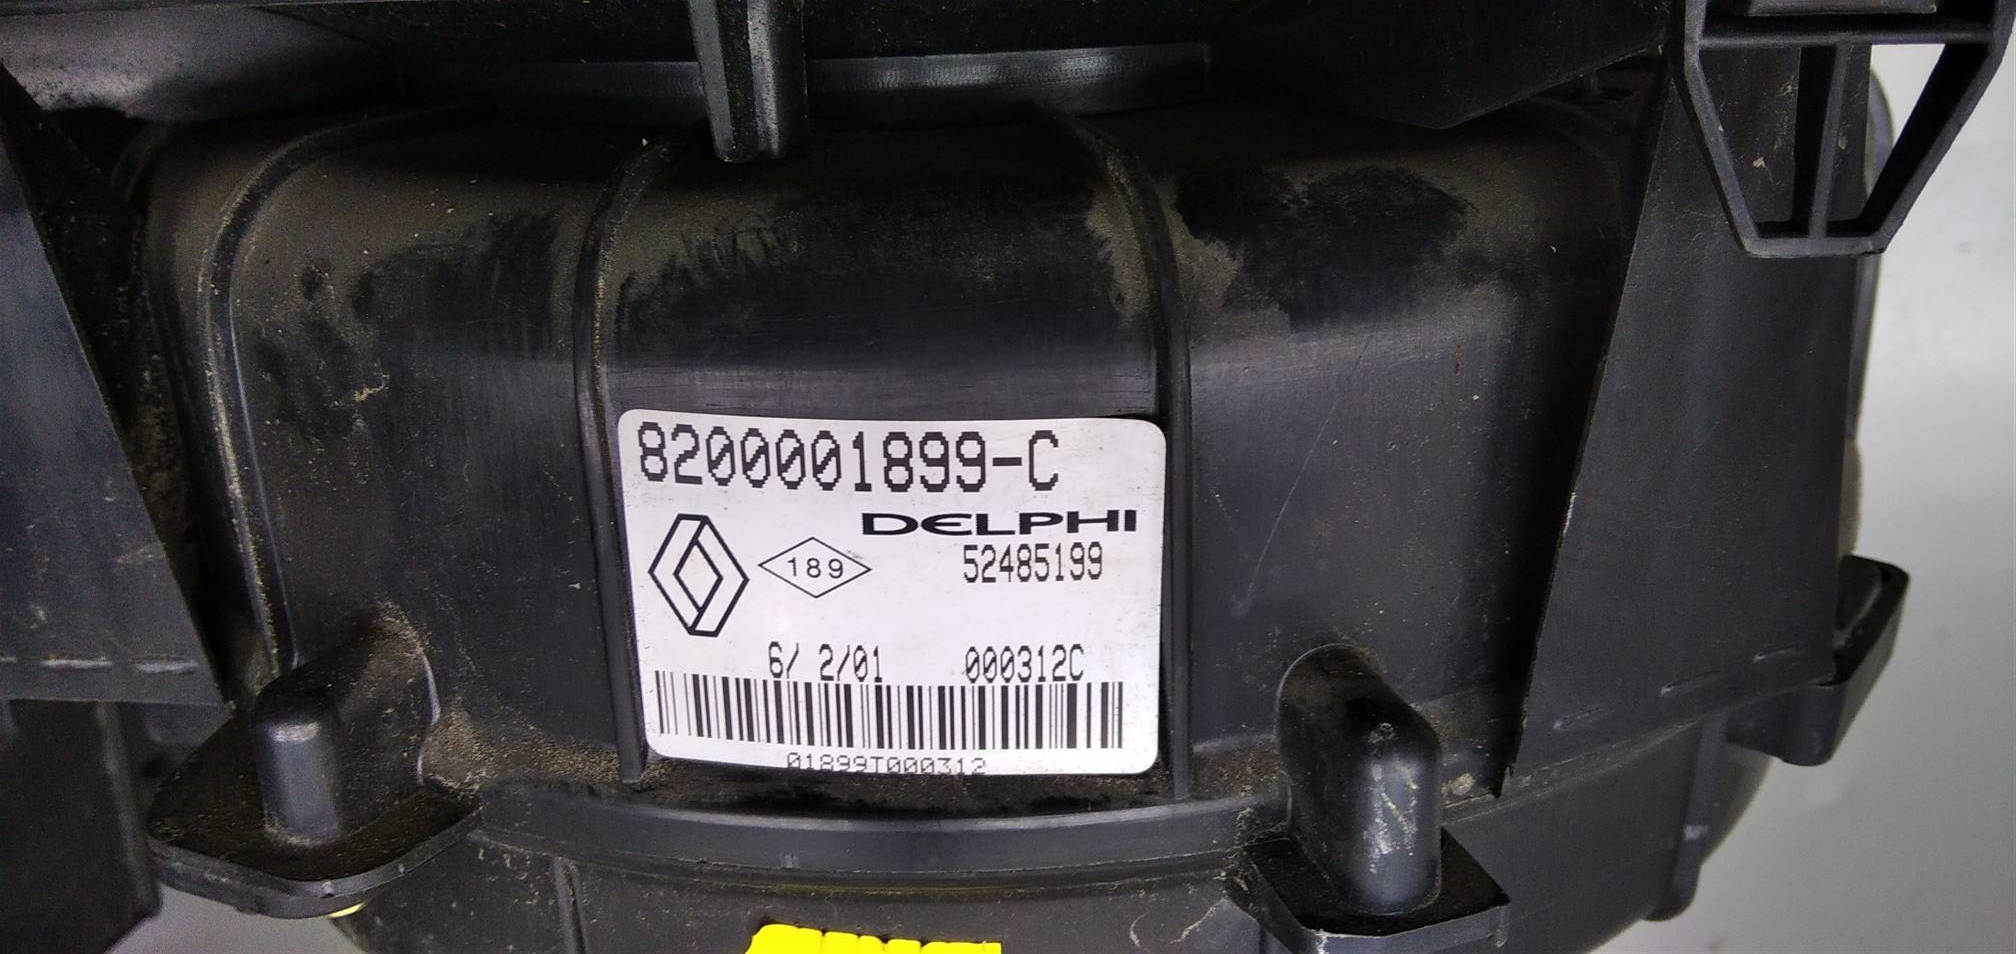 8200001899-C
DELPHI
189 52485199
6/ 2/01 000312C
01899T000312